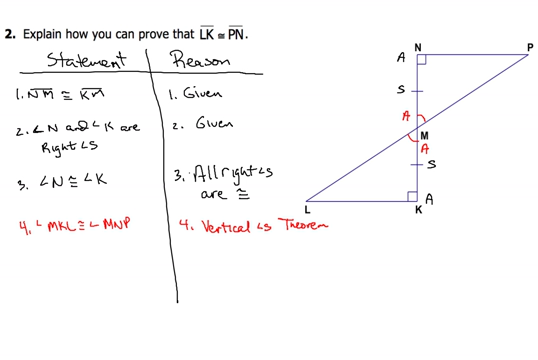 2. Explain how you can prove that LK ≅ PN.
Statement Reason
1. NM ≅ KM 1. Given
2. ∠N and ∠K are 2. Given
Right ∠s
3. ∠N ≅ ∠K 3. All right ∠s
are ≅
4. ∠MKL ≅ ∠MNP 4. Vertical ∠s Theorem
N P
A
S
A
M
A
S
A
L K